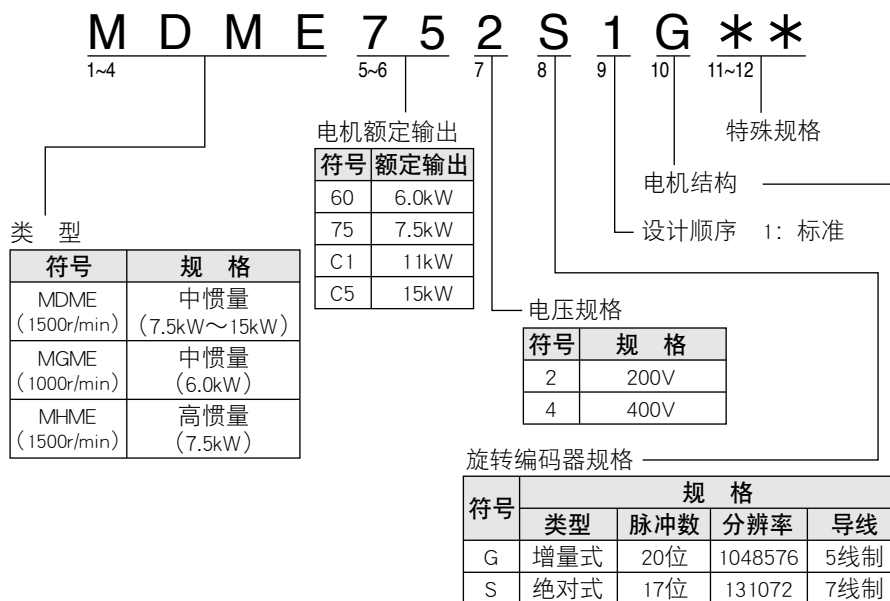 M D M E 7 5 2 S 1 G * *
1~4 5~6 7 8 9 10 11~12
特殊规格
电机结构
设计顺序 1：标准
电机额定输出
符号 额定输出
60 6.0kW
75 7.5kW
C1 11kW
C5 15kW
类 型
符号 规 格
MDME 中惯量
（1500r/min）（7.5kW～15kW）
MGME 中惯量
（1000r/min）（6.0kW）
MHME 高惯量
（1500r/min）（7.5kW）
电压规格
符号 规 格
2 200V
4 400V
旋转编码器规格
符号 规 格
类型 脉冲数 分辨率 导线
G 增量式 20位 1048576 5线制
S 绝对式 17位 131072 7线制